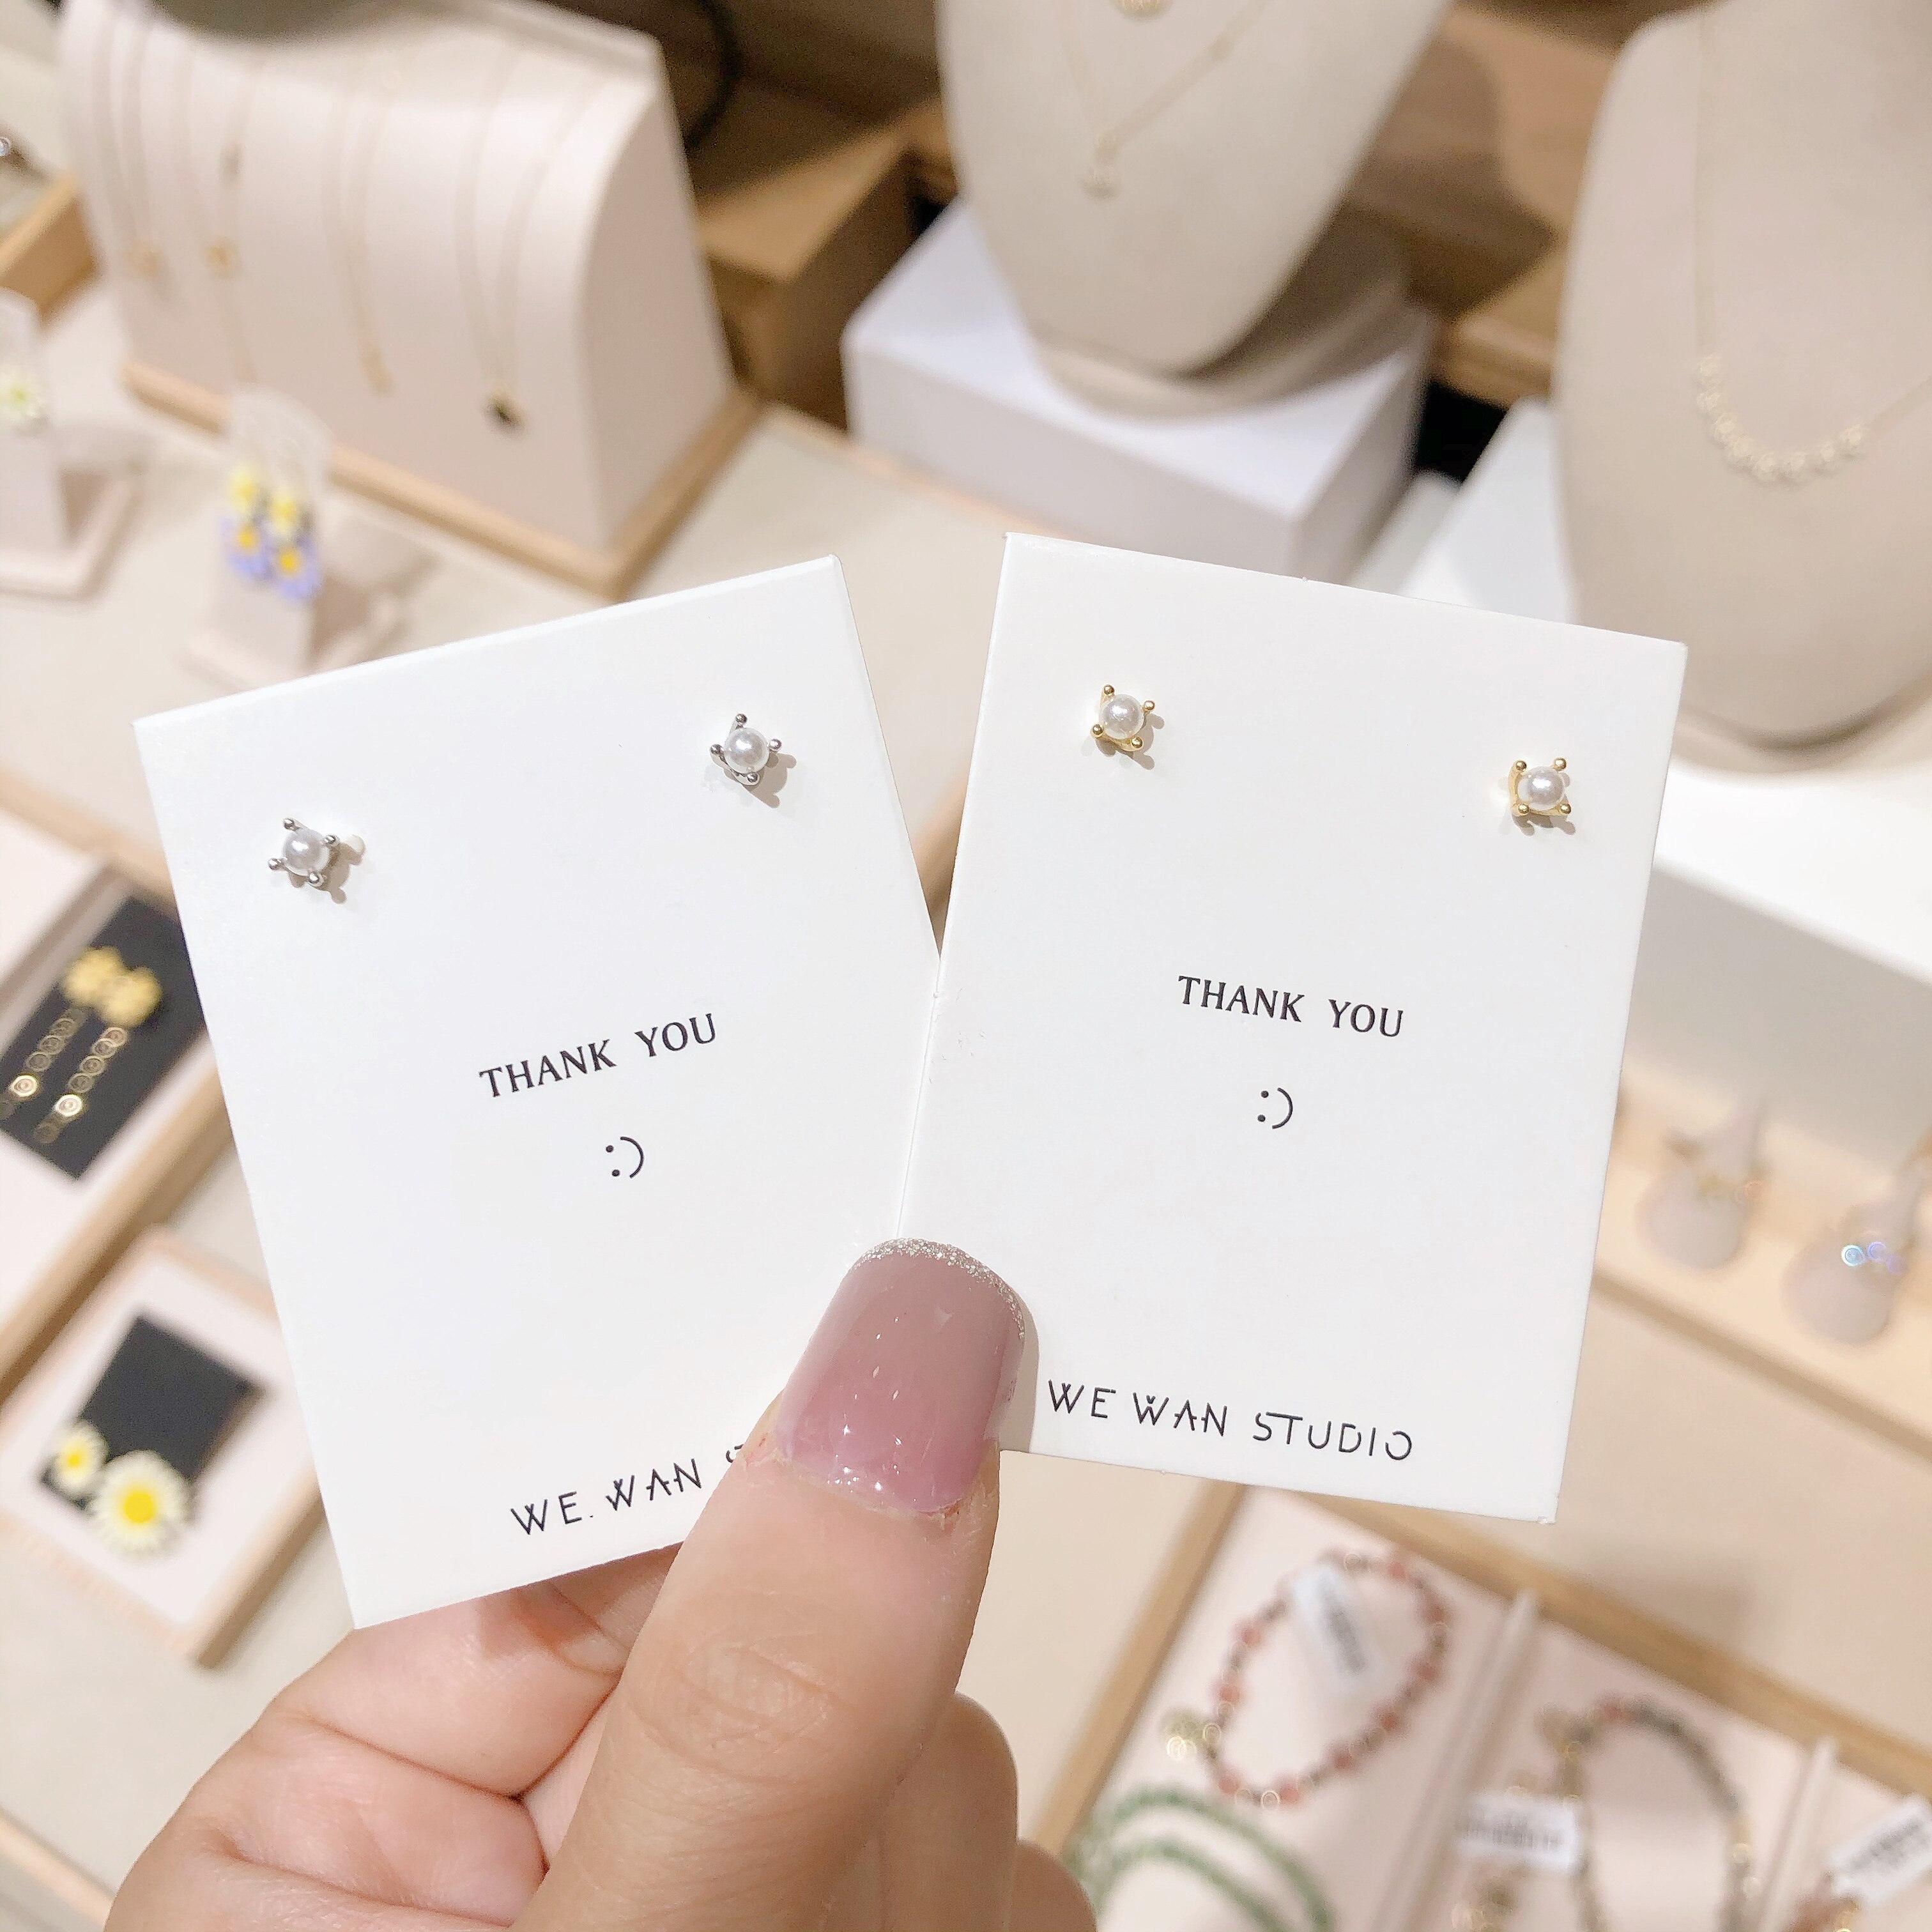 THANK YOU
:)
WE. WAN
THANK YOU
:)
WE WAN STUDIO